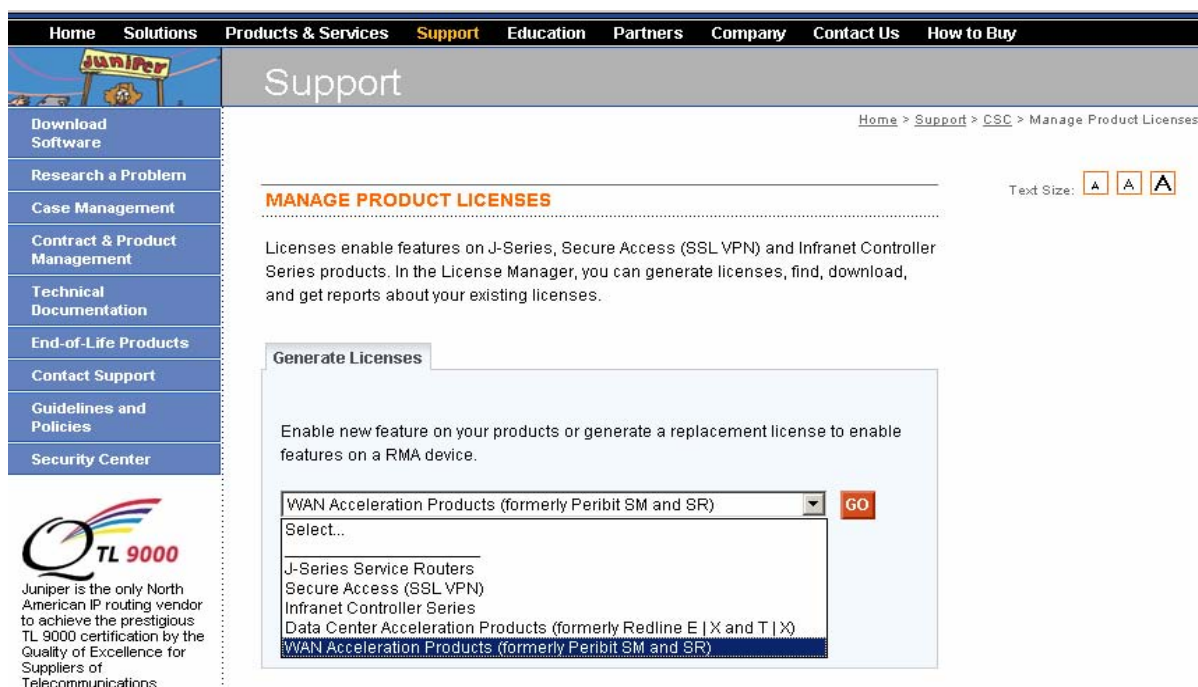 Home Solutions Products & Services Support Education Partners Company Contact Us How to Buy
JUNIPer
Support
Home > Support > CSC > Manage Product Licenses
Download
Software
Research a Problem
Case Management
Contract & Product
Management
Technical
Documentation
End-of-Life Products
Contact Support
Guidelines and
Policies
Security Center
TL 9000
Juniper is the only North
American IP routing vendor
to achieve the prestigious
TL 9000 certification by the
Quality of Excellence for
Suppliers of
Telecommunications
Text Size: A A A
MANAGE PRODUCT LICENSES
Licenses enable features on J-Series, Secure Access (SSL VPN) and Infranet Controller
Series products. In the License Manager, you can generate licenses, find, download,
and get reports about your existing licenses.
Generate Licenses
Enable new feature on your products or generate a replacement license to enable
features on a RMA device.
WAN Acceleration Products (formerly Peribit SM and SR) GO
Select...
J-Series Service Routers
Secure Access (SSL VPN)
Infranet Controller Series
Data Center Acceleration Products (formerly Redline E | X and T | X)
WAN Acceleration Products (formerly Peribit SM and SR)